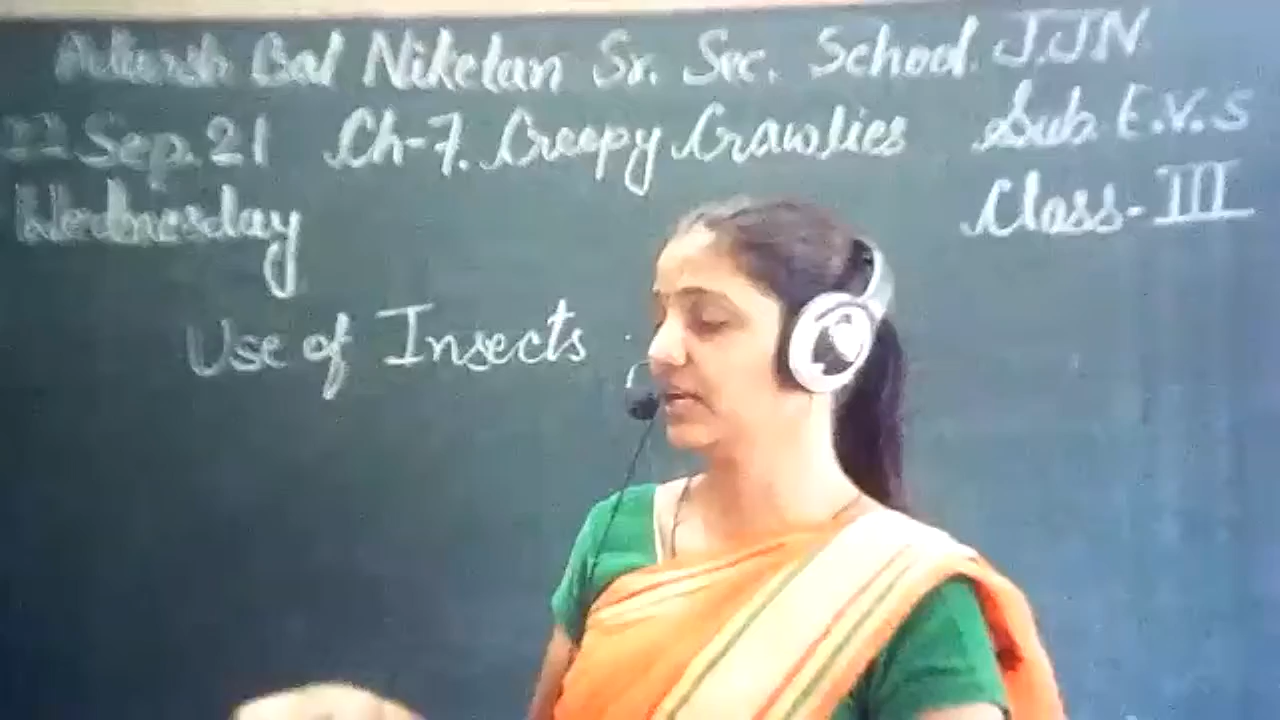 Adarsh Bal Niketan Sr. Sec. School. JJN
22 Sep. 21 Ch-7. Creepy Crawlies Sub. E.V.S
Wednesday Class-III
Use of Insects